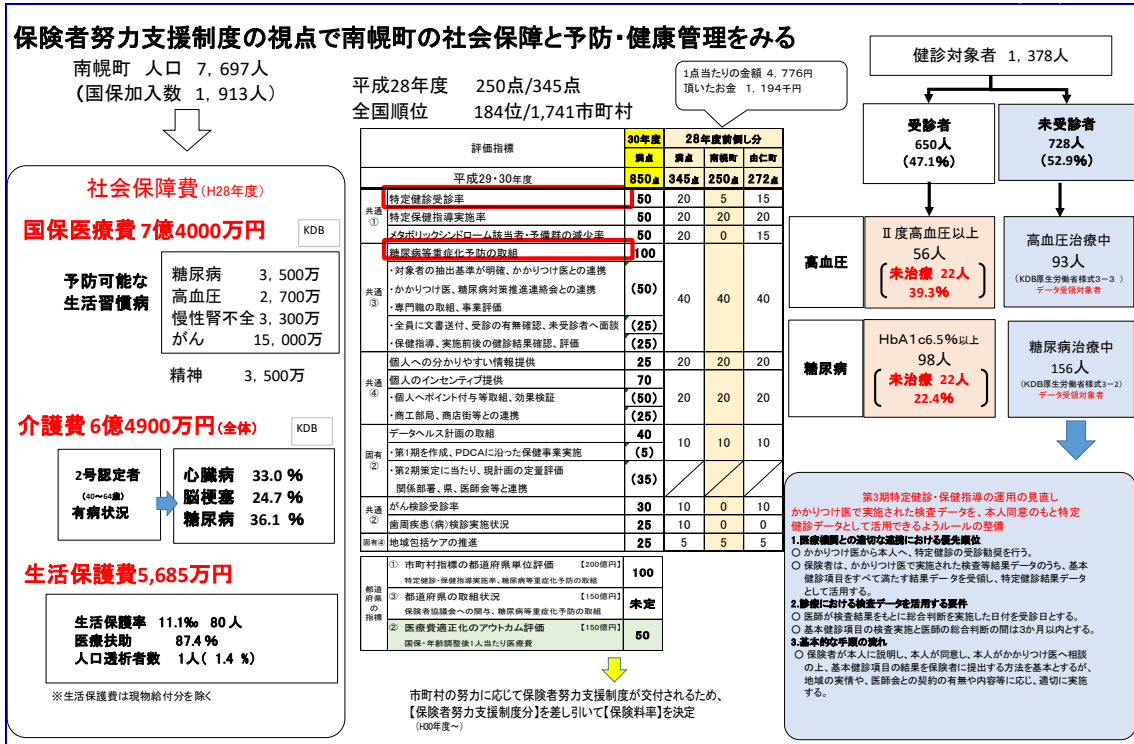 保険者努力支援制度の視点で南幌町の社会保障と予防・健康管理をみる
南幌町 人口 7,697人
(国保加入数 1,913人)
社会保障費(H28年度)
国保医療費 7億4000万円
KDB
予防可能な
生活習慣病
糖尿病 3,500万
高血圧 2,700万
慢性腎不全 3,300万
がん 15,000万
精神 3,500万
介護費 6億4900万円(全体)
KDB
2号認定者
(40~64歳)
有病状況
心臓病 33.0 %
脳梗塞 24.7 %
糖尿病 36.1 %
生活保護費5,685万円
生活保護率 11.1‰ 80人
医療扶助 87.4%
人口透析者数 1人(1.4 %)
※生活保護費は現物給付分を除く
平成28年度 250点/345点
全国順位 184位/1,741市町村
1点当たりの金額 4,776円
頂いたお金 1,194千円
評価指標 30年度 28年度前倒し分
満点 満点 南幌町 由仁町
平成29・30年度 850点 345点 250点 272点
共通① 特定健診受診率 50 20 5 15
特定保健指導実施率 50 20 20 20
メタボリックシンドローム該当者・予備群の減少率 50 20 0 15
共通③ 糖尿病等重症化予防の取組 100 40 40 40
・対象者の抽出基準が明確、かかりつけ医との連携
・かかりつけ医、糖尿病対策推進連絡会との連携 (50)
・専門職の取組、事業評価
・全員に文書送付、受診の有無確認、未受診者へ面談 (25)
・保健指導、実施前後の健診結果確認、評価 (25)
共通④ 個人への分かりやすい情報提供 25 20 20 20
個人のインセンティブ提供 70 20 20 20
・個人へポイント付与等取組、効果検証 (50)
・商工部局、商店街等との連携 (25)
固有② データヘルス計画の取組 40 10 10 10
・第1期を作成、PDCAに沿った保健事業実施 (5)
・第2期策定に当たり、現計画の定量評価 (35)
関係部署、県、医師会等と連携
共通② がん検診受診率 30 10 0 10
歯周疾患(病)検診実施状況 25 10 0 0
固有④ 地域包括ケアの推進 25 5 5 5
都道府県の指標
① 市町村指標の都道府県単位評価 【200億円】 100
特定健診・保健指導実施率、糖尿病等重症化予防の取組
③ 都道府県の取組状況 【150億円】 未定
保険者協議会への関与、糖尿病等重症化予防の取組
② 医療費適正化のアウトカム評価 【150億円】 50
国保・年齢調整後1人当たり医療費
市町村の努力に応じて保険者努力支援制度が交付されるため、
【保険者努力支援制度分】を差し引いて【保険料率】を決定
(H30年度~)
健診対象者 1,378人
受診者
650人
(47.1%)
未受診者
728人
(52.9%)
高血圧
Ⅱ度高血圧以上
56人
未治療 22人
39.3%
高血圧治療中
93人
(KDB厚生労働省様式3-3)
データ受領対象者
糖尿病
HbA1c6.5%以上
98人
未治療 22人
22.4%
糖尿病治療中
156人
(KDB厚生労働省様式3-2)
データ受領対象者
第3期特定健診・保健指導の運用の見直し
かかりつけ医で実施された検査データを、本人同意のもと特定
健診データとして活用できるようルールの整備
1.医療機関との適切な連携における優先順位
○ かかりつけ医から本人へ、特定健診の受診勧奨を行う。
○ 保険者は、かかりつけ医で実施された検査等結果データのうち、基本
健診項目をすべて満たす結果データを受領し、特定健診結果データ
として活用する。
2.診療における検査データを活用する要件
○ 医師が検査結果をもとに総合判断を実施した日付を受診日とする。
○ 基本健診項目の検査実施と医師の総合判断の間は3か月以内とする。
3.基本的な手順の流れ
○ 保険者が本人に説明し、本人が同意し、本人がかかりつけ医へ相談
の上、基本健診項目の結果を保険者に提出する方法を基本とするが、
地域の実情や、医師会との契約の有無や内容等に応じ、適切に実施
する。